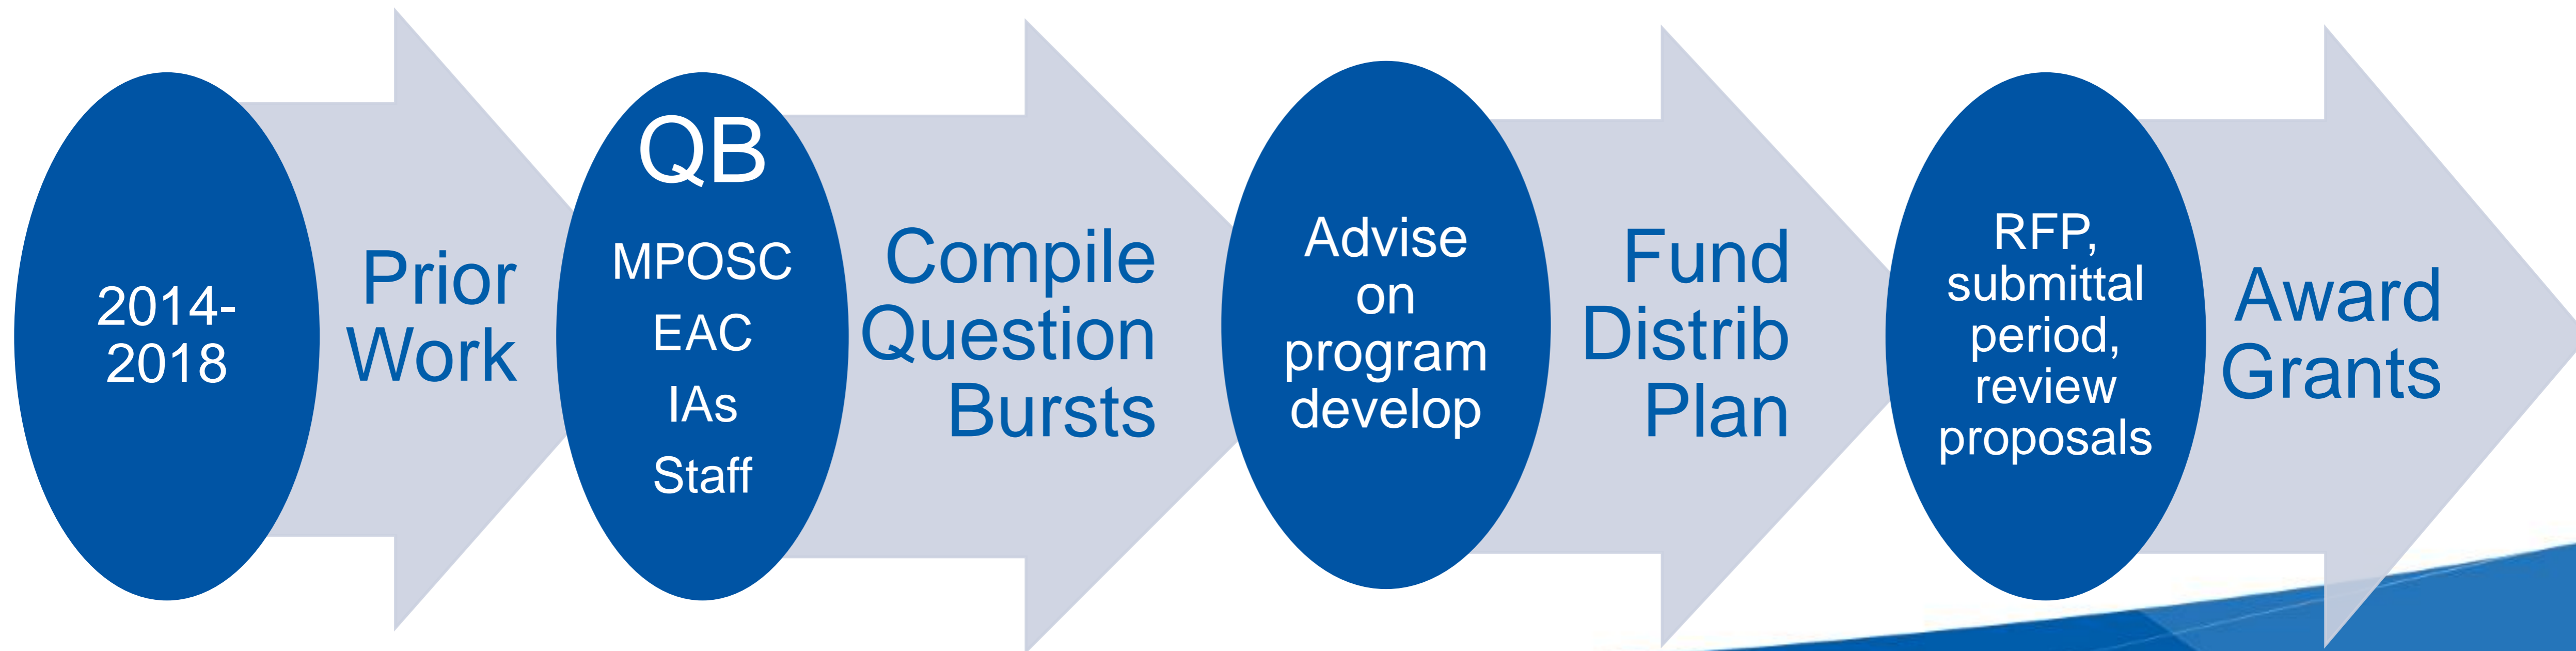 2014-
2018
Prior
Work
QB
MPOSC
EAC
IAs
Staff
Compile
Question
Bursts
Advise
on
program
develop
Fund
Distrib
Plan
RFP,
submittal
period,
review
proposals
Award
Grants